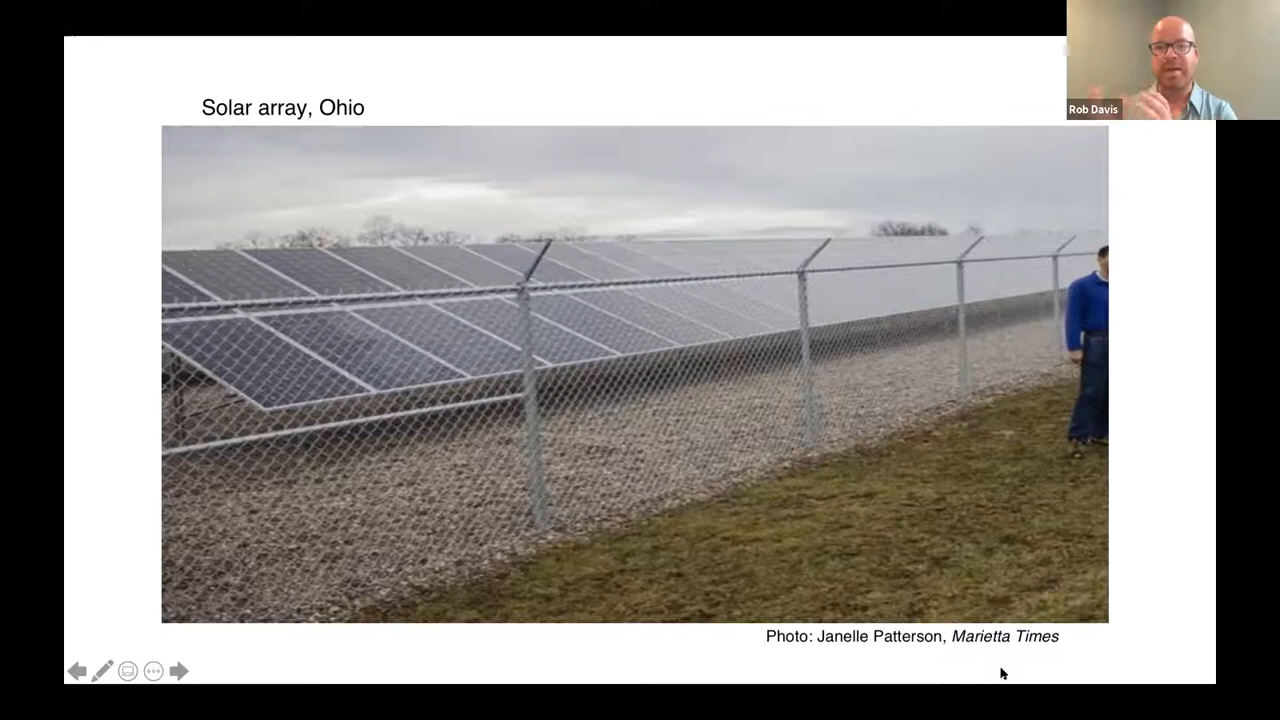 Solar array, Ohio
Rob Davis
Photo: Janelle Patterson, Marietta Times